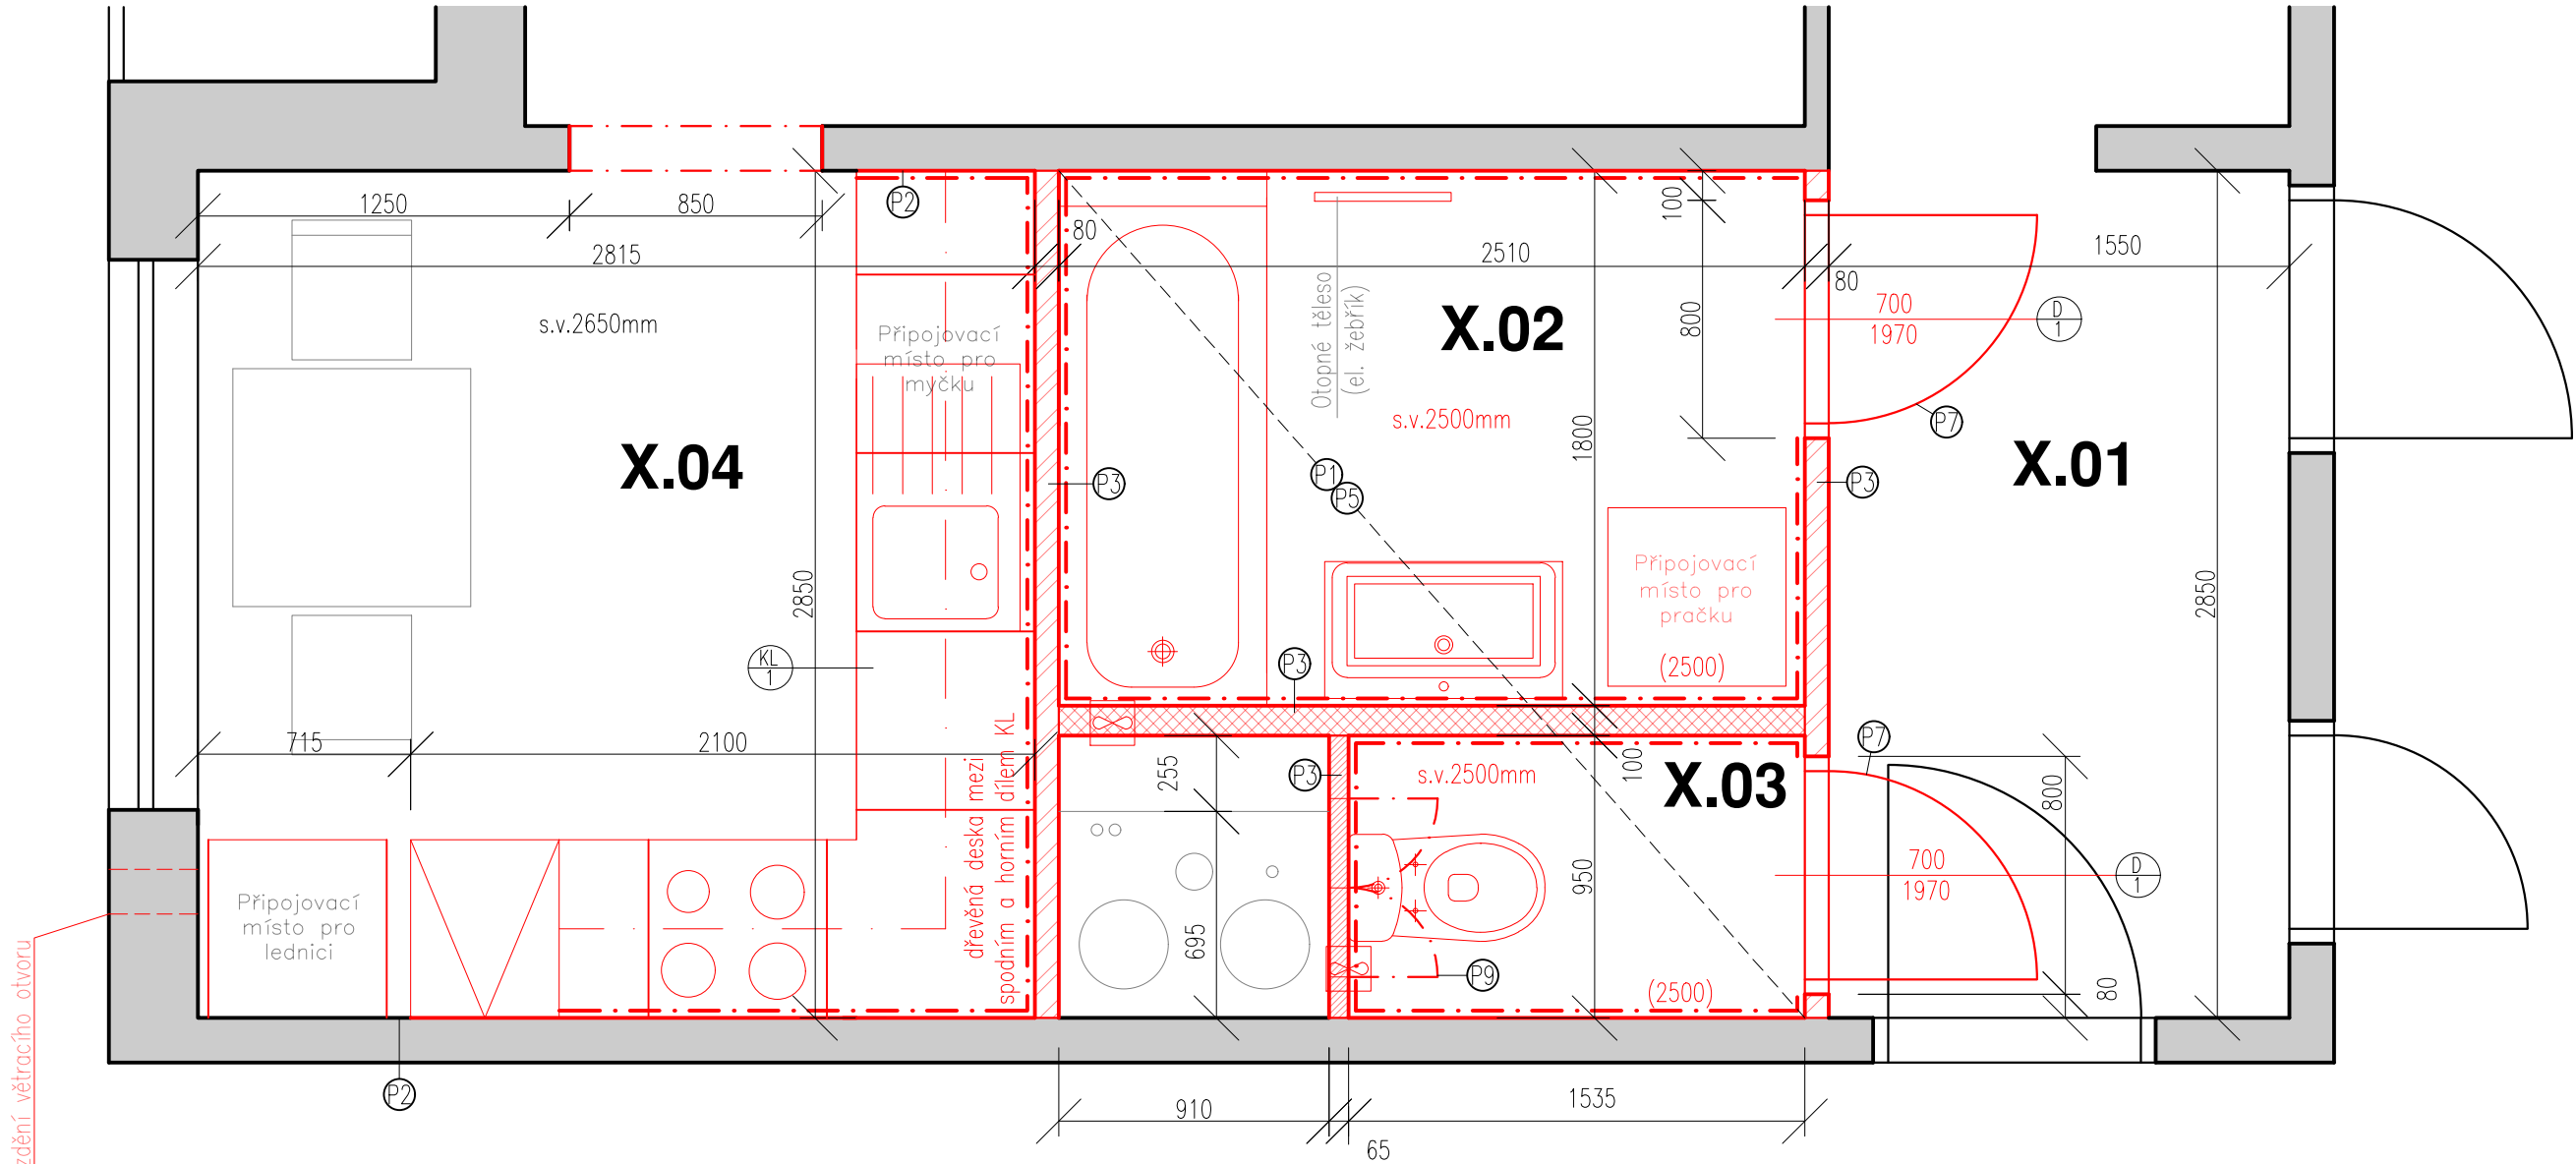 1250
850
P2
80
2815
2510
100
1550
80
s.v.2650mm
Připojovací
místo pro
myčku
Otopné těleso
(el. žebřík)
X.02
800
700
1970
D
1
s.v.2500mm
P7
X.04
P3
P1
P5
1800
P3
X.01
2850
Připojovací
místo pro
pračku
(2500)
2850
KL
1
P3
715
2100
dřevěná deska mezi
spodním a horním dílem KL
255
P3
s.v.2500mm
100
X.03
P7
800
700
1970
D
1
Připojovací
místo pro
lednici
695
950
P9
(2500)
80
zdění větracího otvoru
P2
910
65
1535